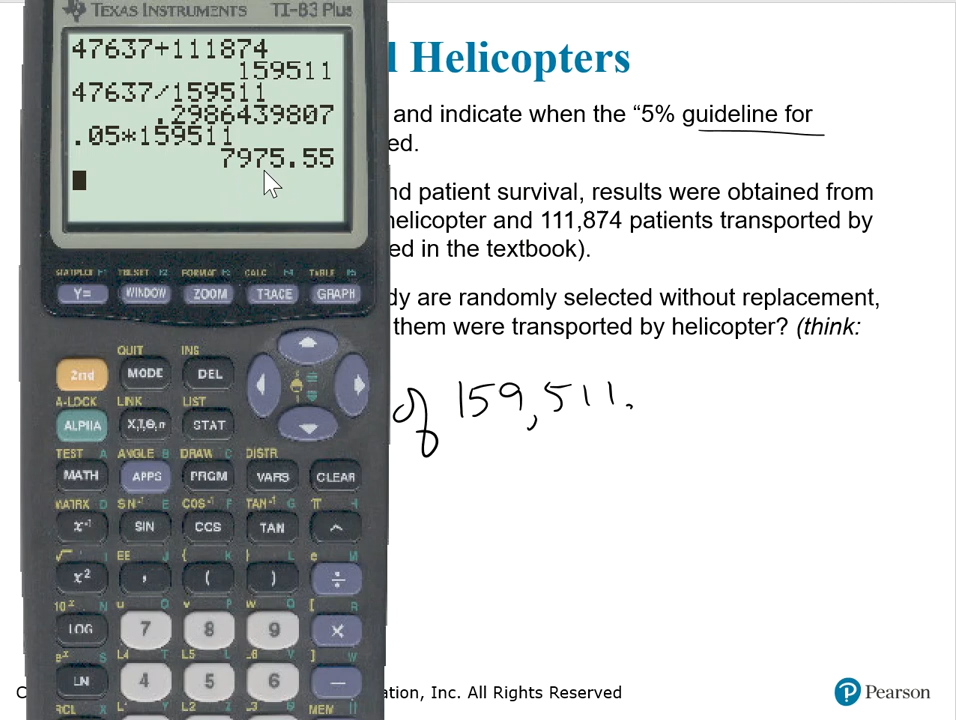 TEXAS INSTRUMENTS TI-83 Plus
47637+111874
159511
47637/159511
.2986439807
.05*159511
7975.55
l Helicopters
and indicate when the “5% guideline for
ed.
nd patient survival, results were obtained from
helicopter and 111,874 patients transported by
ed in the textbook).
dy are randomly selected without replacement,
them were transported by helicopter? (think:
of 159,511.
STATPLOT F1 TBLSET F2 FORMAT F3 CALC F4 TABLE F5
Y= WINDOW ZOOM TRACE GRAPH
QUIT INS
2nd MODE DEL
A-LOCK LINK LIST
ALPHA X,T,Θ,n STAT
TEST A ANGLE B DRAW C DISTR
MATH APPS PRGM VARS CLEAR
MATRX D SIN⁻¹ E COS⁻¹ F TAN⁻¹ G π H
x⁻¹ SIN COS TAN ^
√ I EE J { K } L e M
x² , ( ) ÷
10ˣ N u O v P w Q [ R
LOG 7 8 9 ×
eˣ S L4 T L5 U L6 V ] W
LN 4 5 6 −
RCL X L1 Y L2 Z MEM "
ation, Inc. All Rights Reserved
Pearson